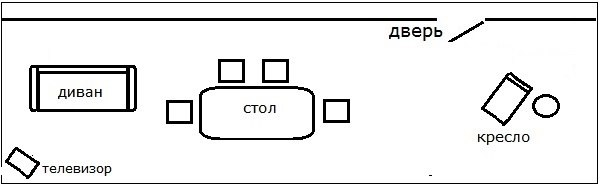 дверь
диван
стол
кресло
телевизор